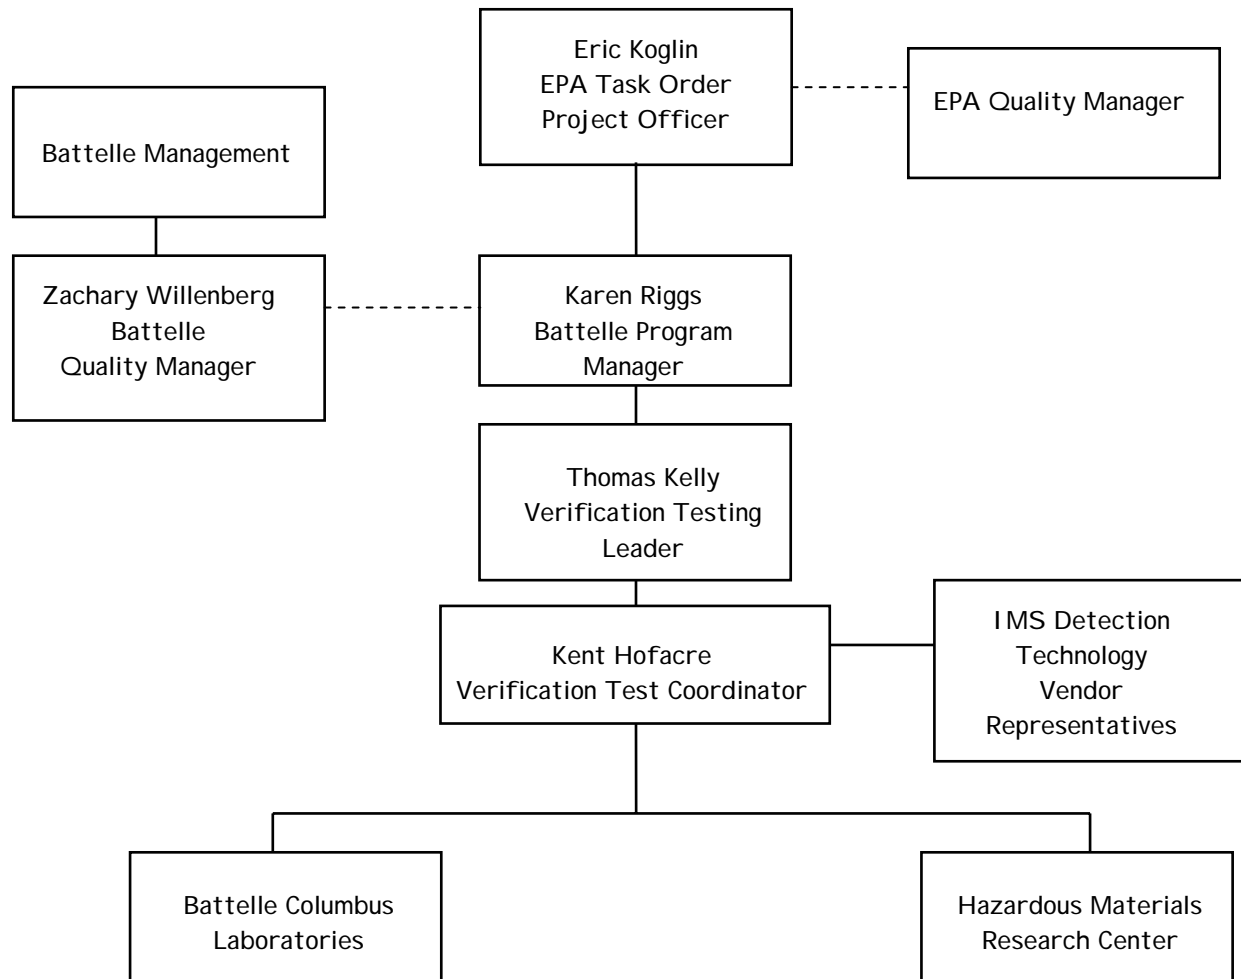 Eric Koglin
EPA Task Order
Project Officer
EPA Quality Manager
Battelle Management
Zachary Willenberg
Battelle
Quality Manager
Karen Riggs
Battelle Program
Manager
Thomas Kelly
Verification Testing
Leader
Kent Hofacre
Verification Test Coordinator
IMS Detection
Technology
Vendor
Representatives
Battelle Columbus
Laboratories
Hazardous Materials
Research Center